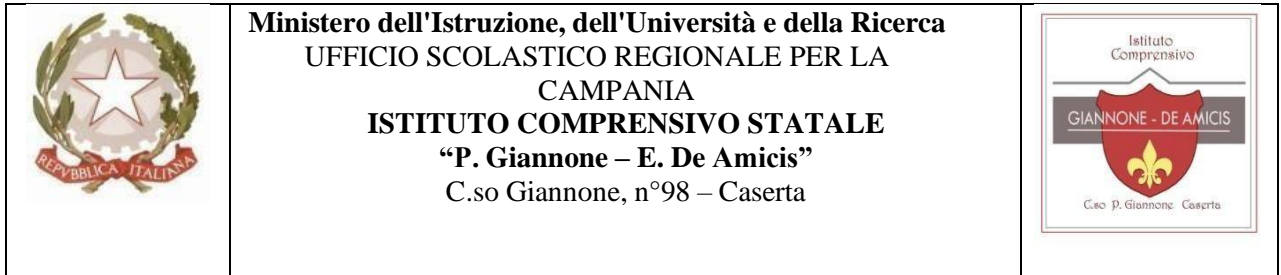 REPVBBLICA ITALIANA
Ministero dell'Istruzione, dell'Università e della Ricerca
UFFICIO SCOLASTICO REGIONALE PER LA
CAMPANIA
ISTITUTO COMPRENSIVO STATALE
“P. Giannone – E. De Amicis”
C.so Giannone, n°98 – Caserta
Istituto
Comprensivo
GIANNONE - DE AMICIS
C.so P. Giannone Caserta